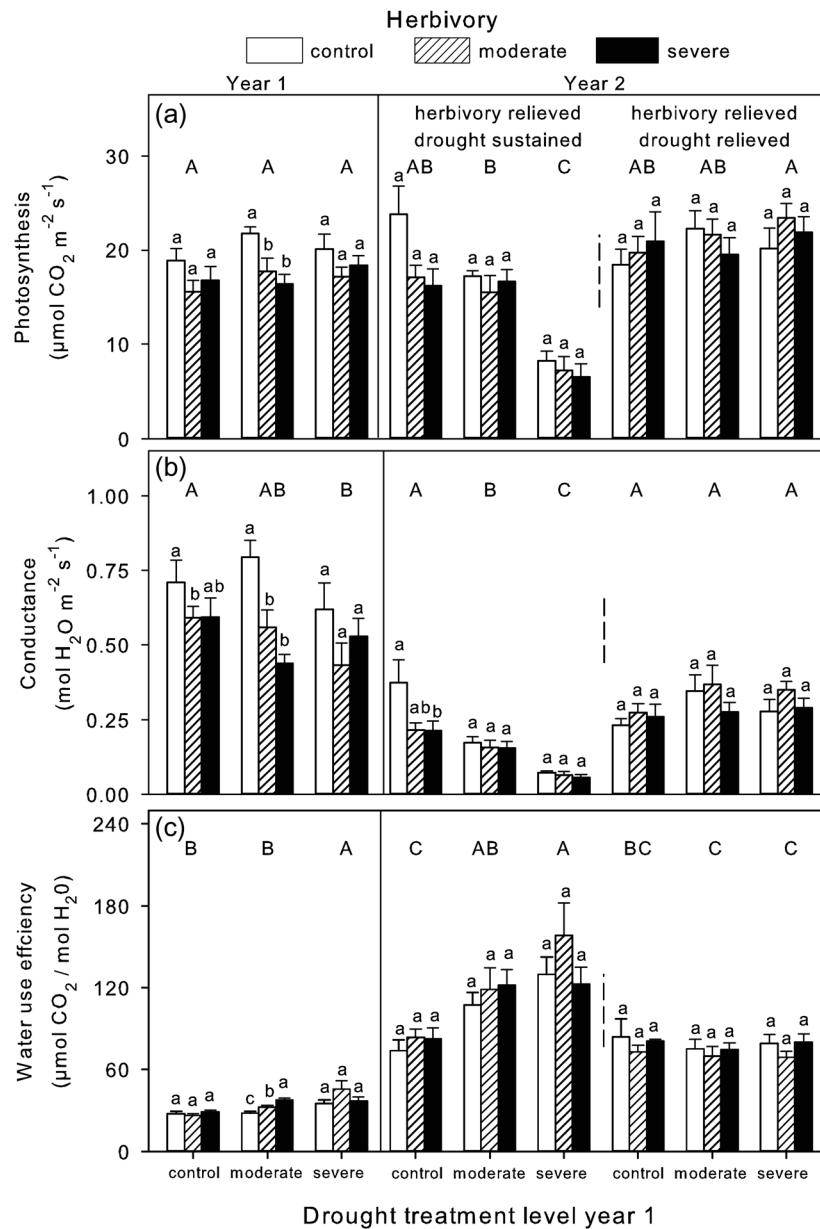 Herbivory
control moderate severe
Year 1 Year 2
(a)
herbivory relieved herbivory relieved
drought sustained drought relieved
30
20
10
0
Photosynthesis
(µmol CO2 m-2 s-1)
A A A AB B C AB AB A
a a a a b b a a a a a a a a a a a a a a a a a a a a a
(b)
1.00
0.75
0.50
0.25
0.00
Conductance
(mol H2O m-2 s-1)
A AB B A B C A A A
a b ab a b b a a a a ab b a a a a a a a a a a a a a a a
(c)
240
180
120
60
0
Water use effciency
(µmol CO2 / mol H20)
B B A C AB A BC C C
a a a c b a a a a a a a a a a a a a a a a a a a a a a
control moderate severe control moderate severe control moderate severe
Drought treatment level year 1